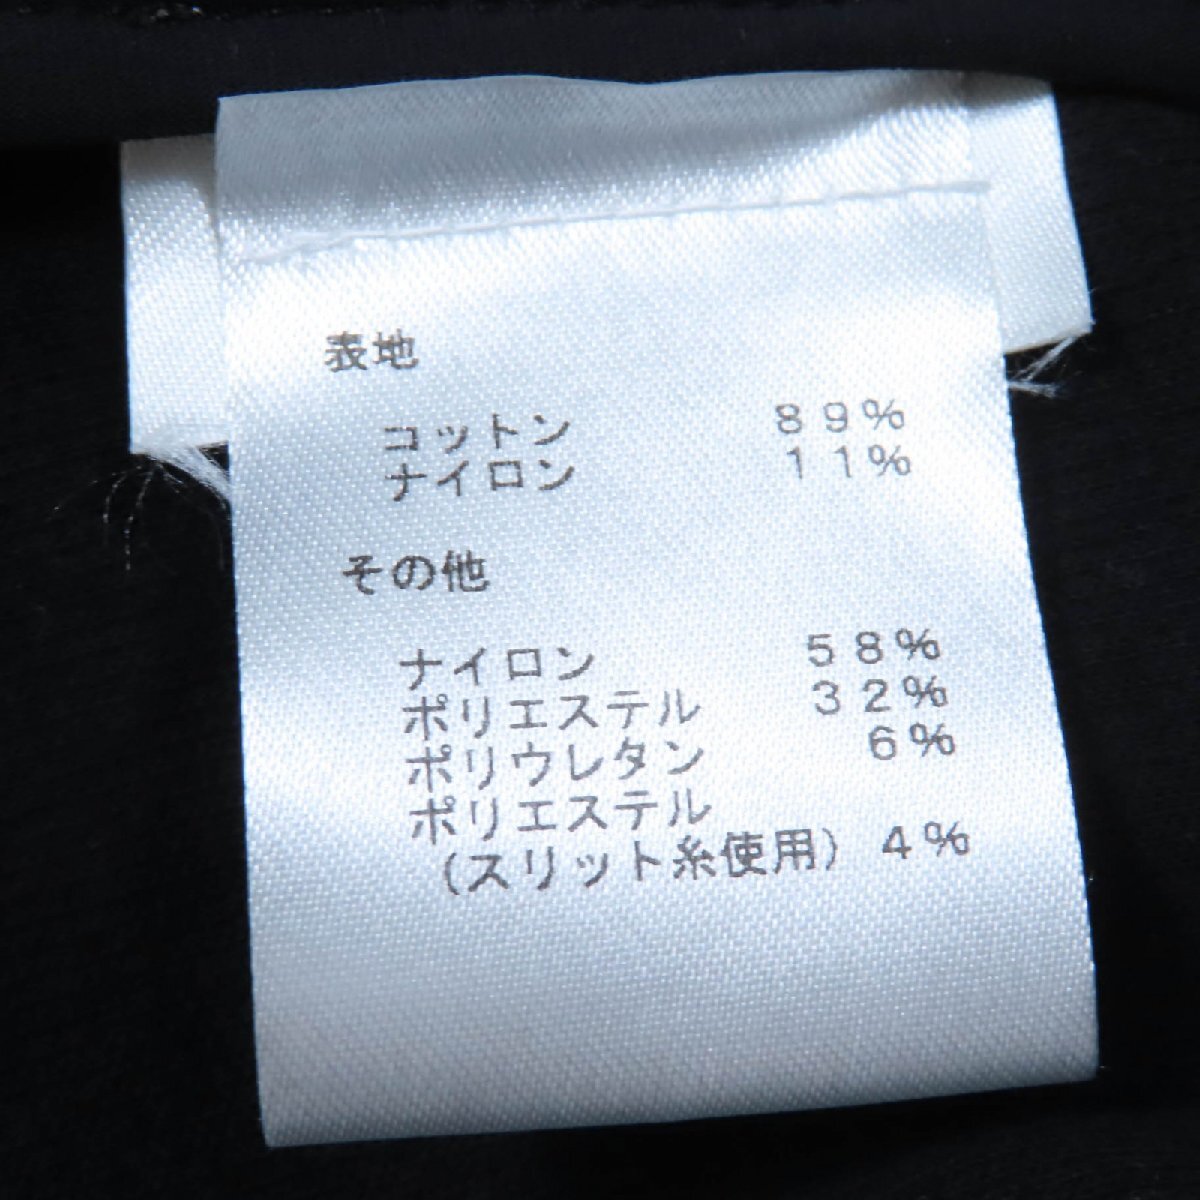 表地
コットン 89%
ナイロン 11%
その他
ナイロン 58%
ポリエステル 32%
ポリウレタン 6%
ポリエステル
(スリット糸使用) 4%